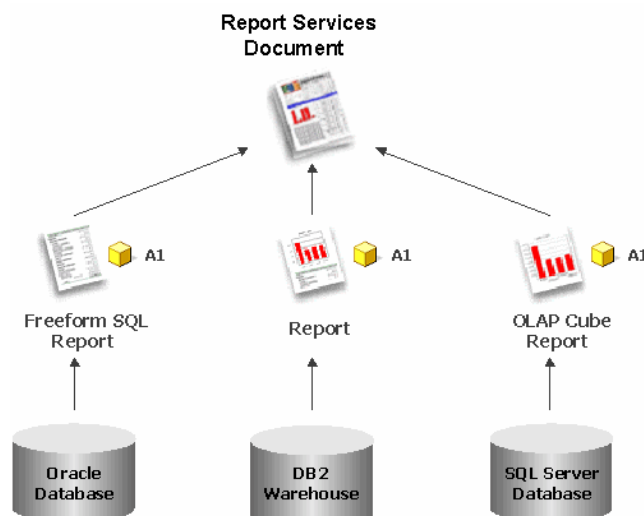 Report Services
Document
A1
A1
A1
Freeform SQL
Report
Report
OLAP Cube
Report
Oracle
Database
DB2
Warehouse
SQL Server
Database